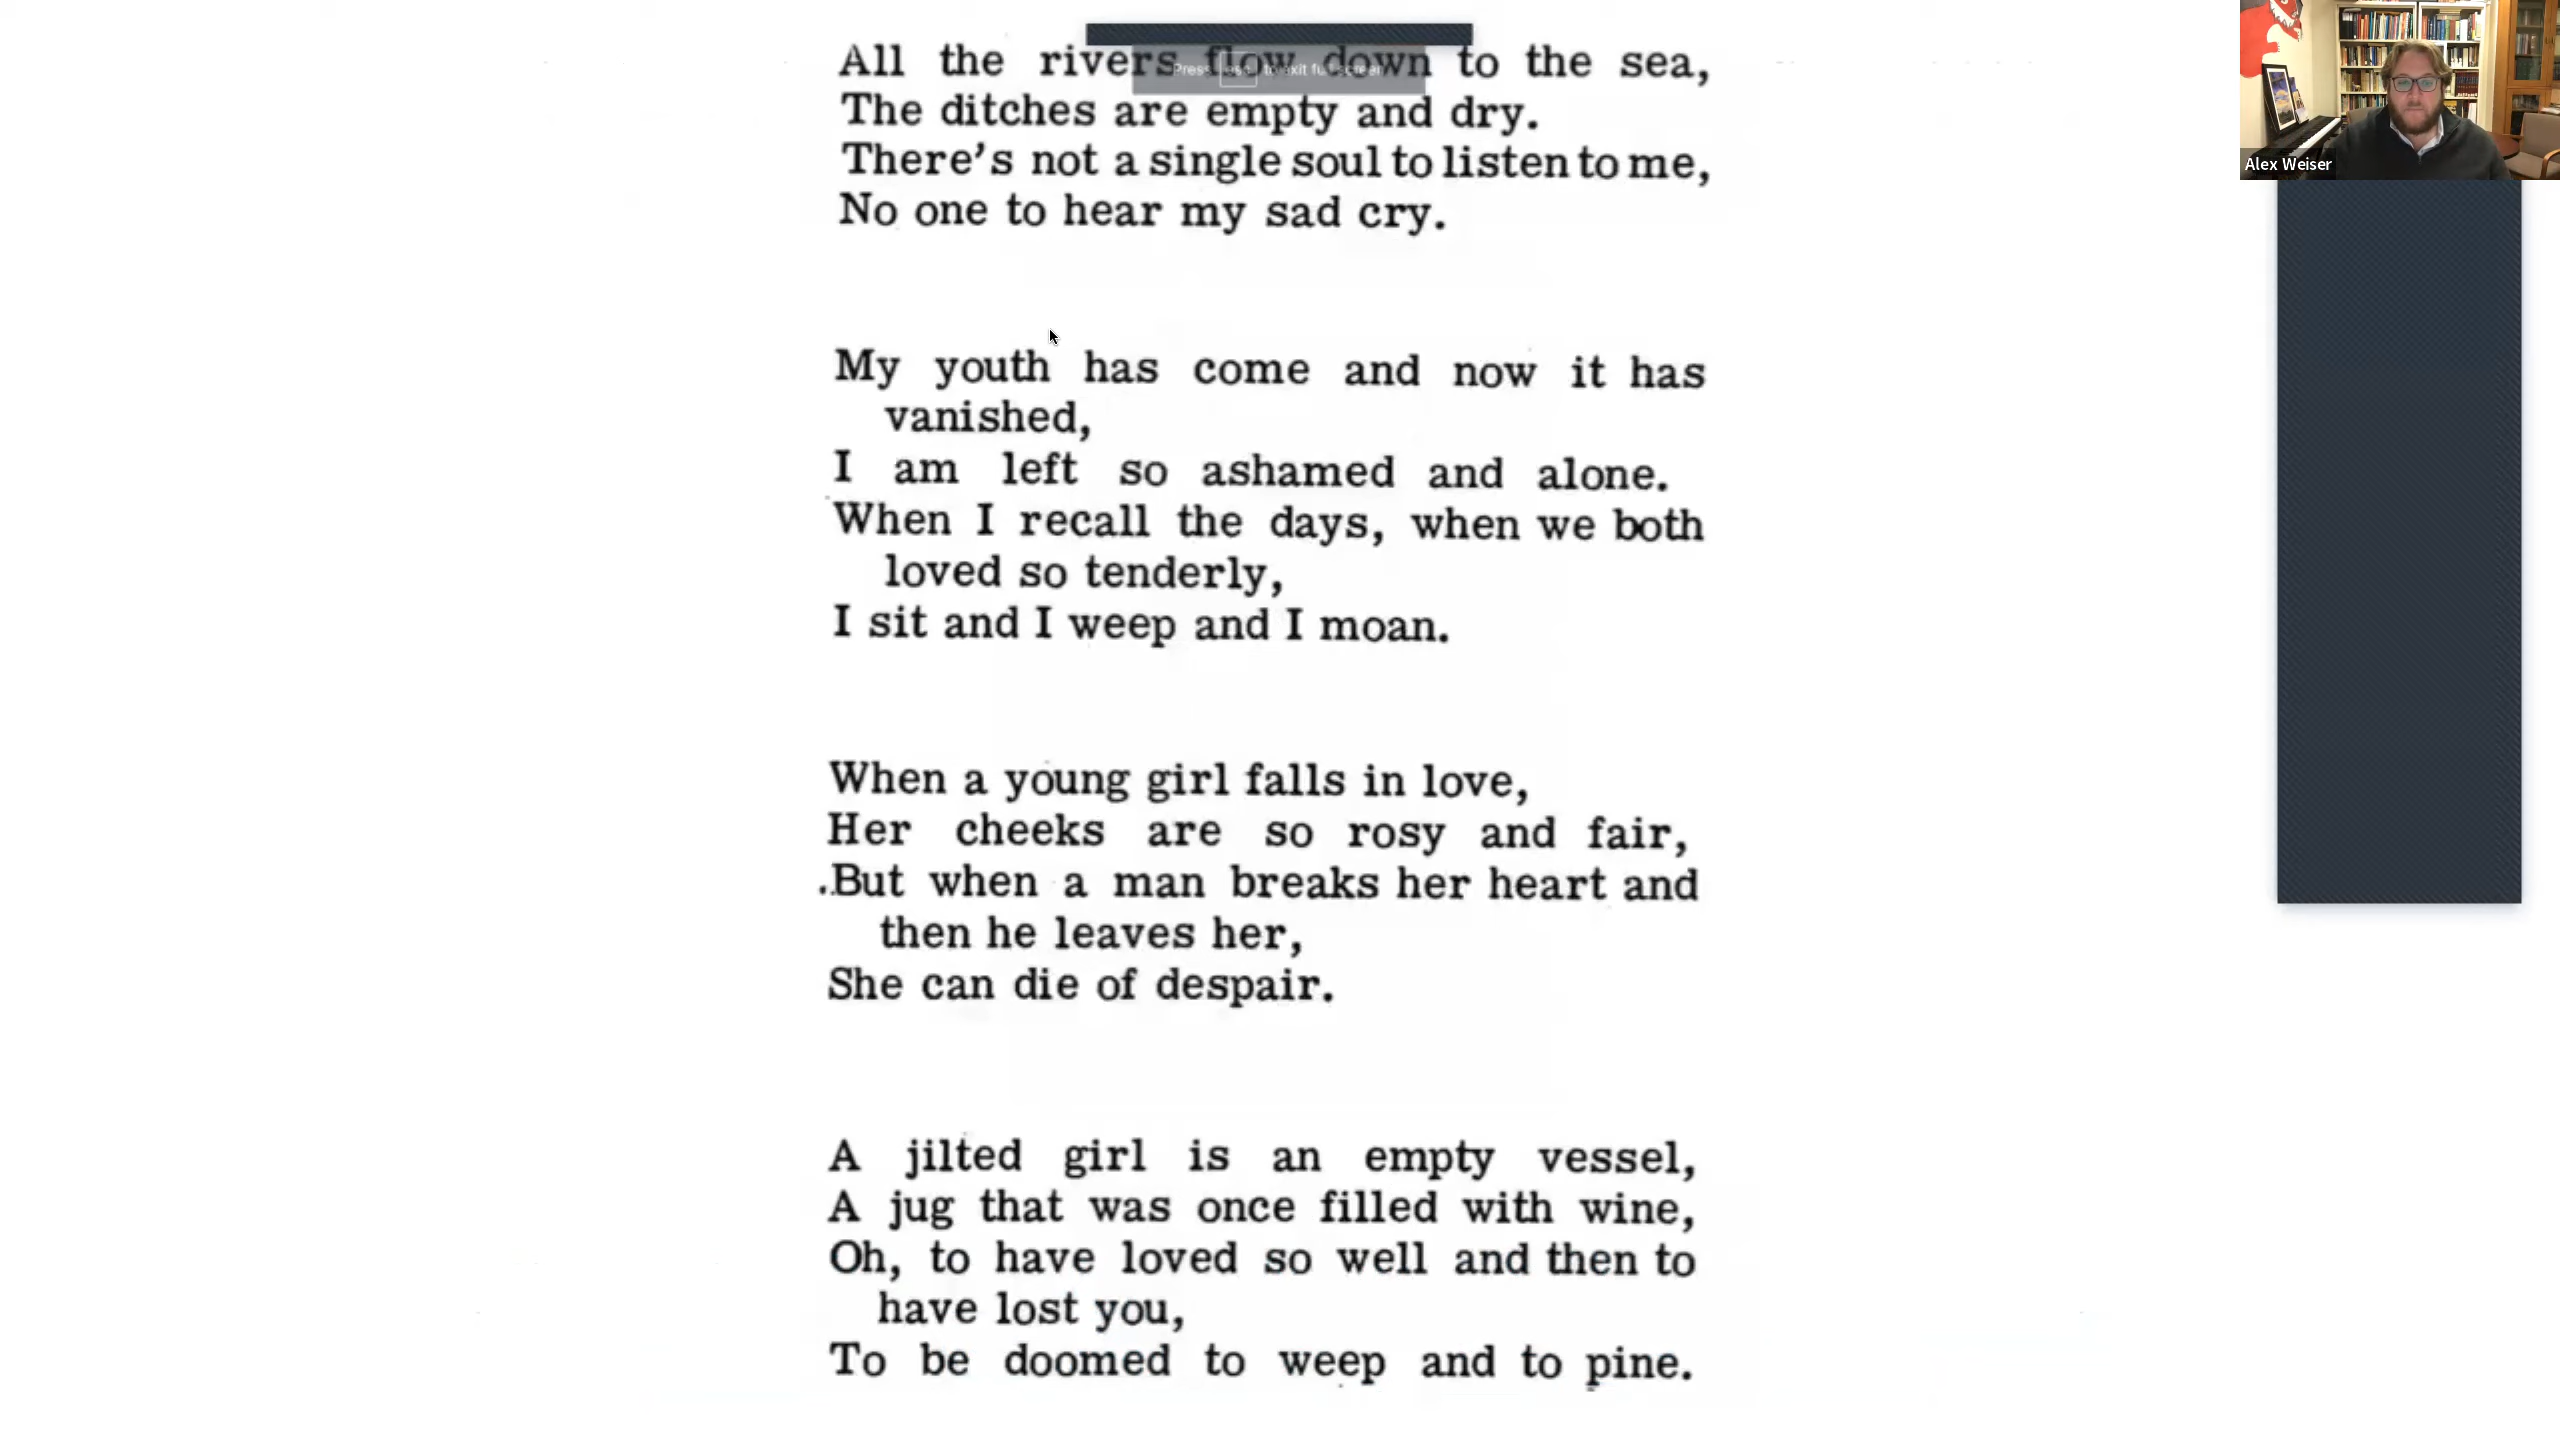 All the rivers flow down to the sea,
Press esc to exit full screen
The ditches are empty and dry.
There's not a single soul to listen to me,
No one to hear my sad cry.
My youth has come and now it has
vanished,
I am left so ashamed and alone.
When I recall the days, when we both
loved so tenderly,
I sit and I weep and I moan.
When a young girl falls in love,
Her cheeks are so rosy and fair,
But when a man breaks her heart and
then he leaves her,
She can die of despair.
A jilted girl is an empty vessel,
A jug that was once filled with wine,
Oh, to have loved so well and then to
have lost you,
To be doomed to weep and to pine.
Alex Weiser